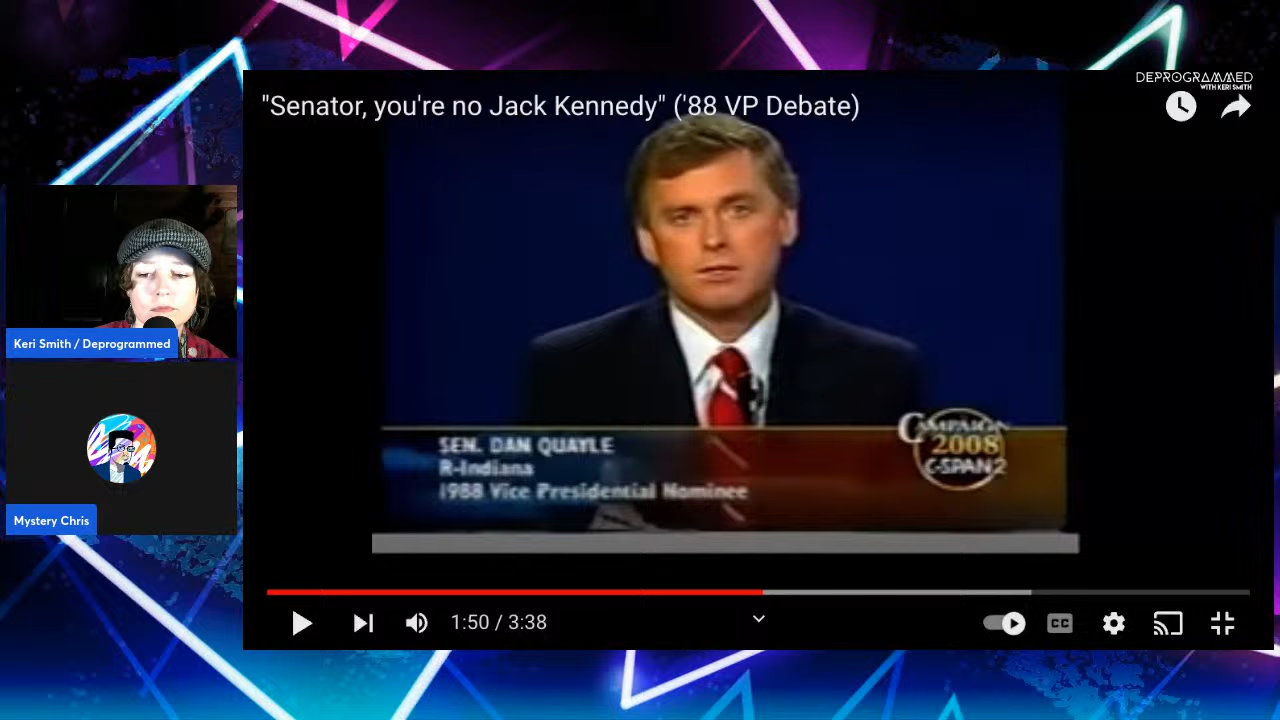 DEPROGRAMMED
WITH KERI SMITH
"Senator, you're no Jack Kennedy" ('88 VP Debate)
Keri Smith / Deprogrammed
Mystery Chris
SEN. DAN QUAYLE
R-Indiana
1988 Vice Presidential Nominee
CAMPAIGN
2008
C-SPAN2
1:50 / 3:38
CC